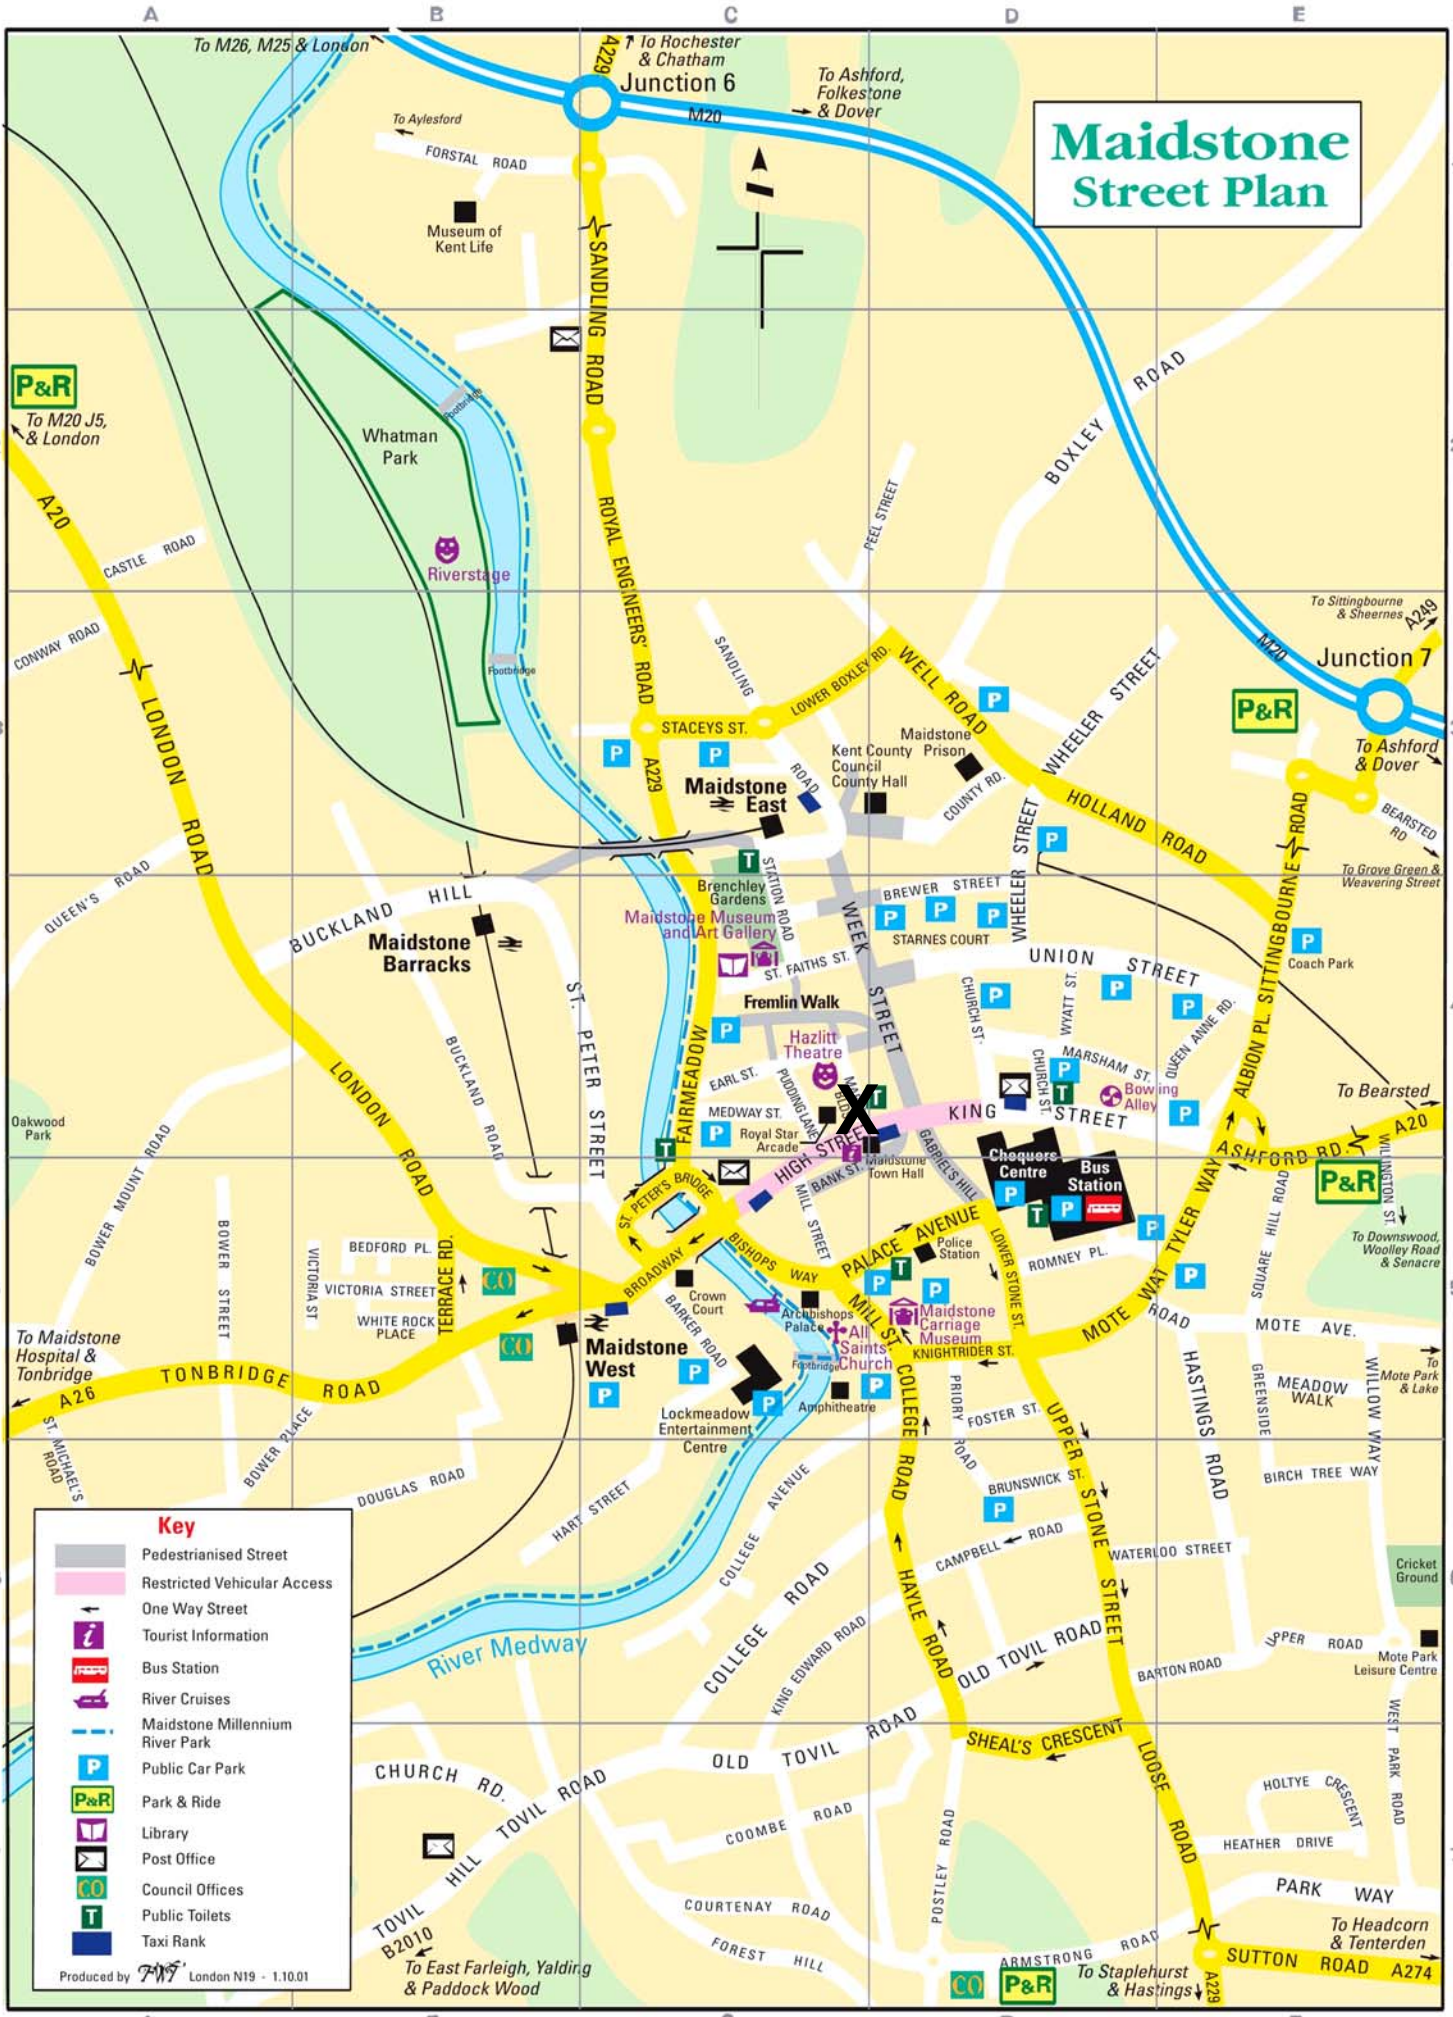 A B C D E
To M26, M25 & London
A229
To Rochester
& Chatham
Junction 6
To Ashford,
Folkestone
& Dover
M20
Maidstone
Street Plan
To Aylesford
FORSTAL ROAD
Museum of
Kent Life
SANDLING ROAD
P&R
To M20 J5,
& London
A20
Whatman
Park
Footbridge
Riverstage
BOXLEY ROAD
PEEL STREET
CASTLE ROAD
CONWAY ROAD
ROYAL ENGINEERS' ROAD
Footbridge
To Sittingbourne
& Sheerness
A249
M20
Junction 7
P&R
To Ashford
& Dover
SANDLING
ROAD
LOWER BOXLEY RD.
WELL ROAD
STACEYS ST.
P
P
P
A229
WHEELER STREET
Maidstone
Prison
Kent County
Council
County Hall
COUNTY RD.
Maidstone
East
HOLLAND ROAD
WHEELER STREET
P
BEARSTED
RD
To Grove Green &
Weavering Street
LONDON ROAD
QUEEN'S ROAD
BUCKLAND HILL
Maidstone
Barracks
T
Brenchley
Gardens
Maidstone Museum
and Art Gallery
STATION ROAD
ST. FAITHS ST.
WEEK STREET
BREWER STREET
P
P
P
STARNES COURT
UNION STREET
P
Coach Park
ALBION PL. SITTINGBOURNE ROAD
Fremlin Walk
P
Hazlitt
Theatre
CHURCH ST.
P
WYATT ST.
P
P
QUEEN ANNE RD.
MARSHAM ST.
P
T
CHURCH ST.
Bowling
Alley
P
To Bearsted
A20
ST. PETER STREET
BUCKLAND ROAD
FAIRMEADOW
EARL ST.
PUDDING LANE
MEDWAY ST.
P
Royal Star
Arcade
X
T
KING STREET
HIGH STREET
i
BANK ST.
Maidstone
Town Hall
GABRIEL'S HILL
Chequers
Centre
P
Bus
Station
P
T
P
ASHFORD RD.
P&R
WILLINGTON ST.
To Downswood,
Woolley Road
& Senacre
Oakwood
Park
BOWER MOUNT ROAD
LONDON ROAD
T
ST. PETER'S BRIDGE
BROADWAY
BISHOPS WAY
MILL STREET
PALACE AVENUE
Police
Station
LOWER STONE ST.
ROMNEY PL.
WAT TYLER WAY
P
SQUARE HILL ROAD
BOWER STREET
VICTORIA ST
BEDFORD PL.
VICTORIA STREET
WHITE ROCK
PLACE
TERRACE RD.
CO
CO
Crown
Court
BARKER ROAD
Archbishops
Palace
P
T
P
Maidstone
Carriage
Museum
All
Saints
Church
MILL ST.
KNIGHTRIDER ST.
MOTE
ROAD
MOTE AVE.
To
Mote Park
& Lake
To Maidstone
Hospital &
Tonbridge
A26
TONBRIDGE ROAD
Maidstone
West
P
P
Footbridge
P
P
Amphitheatre
Lockmeadow
Entertainment
Centre
COLLEGE ROAD
PRIORY ROAD
FOSTER ST.
HASTINGS ROAD
GREENSIDE
MEADOW
WALK
WILLOW WAY
BIRCH TREE WAY
ST. MICHAEL'S
ROAD
BOWER PLACE
DOUGLAS ROAD
HART STREET
COLLEGE AVENUE
BRUNSWICK ST.
P
UPPER STONE STREET
CAMPBELL ROAD
WATERLOO STREET
Cricket
Ground
COLLEGE ROAD
KING EDWARD ROAD
HAYLE ROAD
OLD TOVIL ROAD
BARTON ROAD
UPPER ROAD
Mote Park
Leisure Centre
WEST PARK ROAD
River Medway
CHURCH RD.
TOVIL HILL TOVIL ROAD
OLD TOVIL ROAD
SHEAL'S CRESCENT
LOOSE ROAD
COOMBE ROAD
HOLTYE CRESCENT
HEATHER DRIVE
PARK WAY
COURTENAY ROAD
FOREST HILL
POSTLEY ROAD
ARMSTRONG ROAD
B2010
To East Farleigh, Yalding
& Paddock Wood
CO
P&R
To Staplehurst
& Hastings
A229
To Headcorn
& Tenterden
SUTTON ROAD A274
Key
Pedestrianised Street
Restricted Vehicular Access
One Way Street
i Tourist Information
Bus Station
River Cruises
Maidstone Millennium
River Park
P Public Car Park
P&R Park & Ride
Library
Post Office
CO Council Offices
T Public Toilets
Taxi Rank
Produced by FWT London N19 - 1.10.01